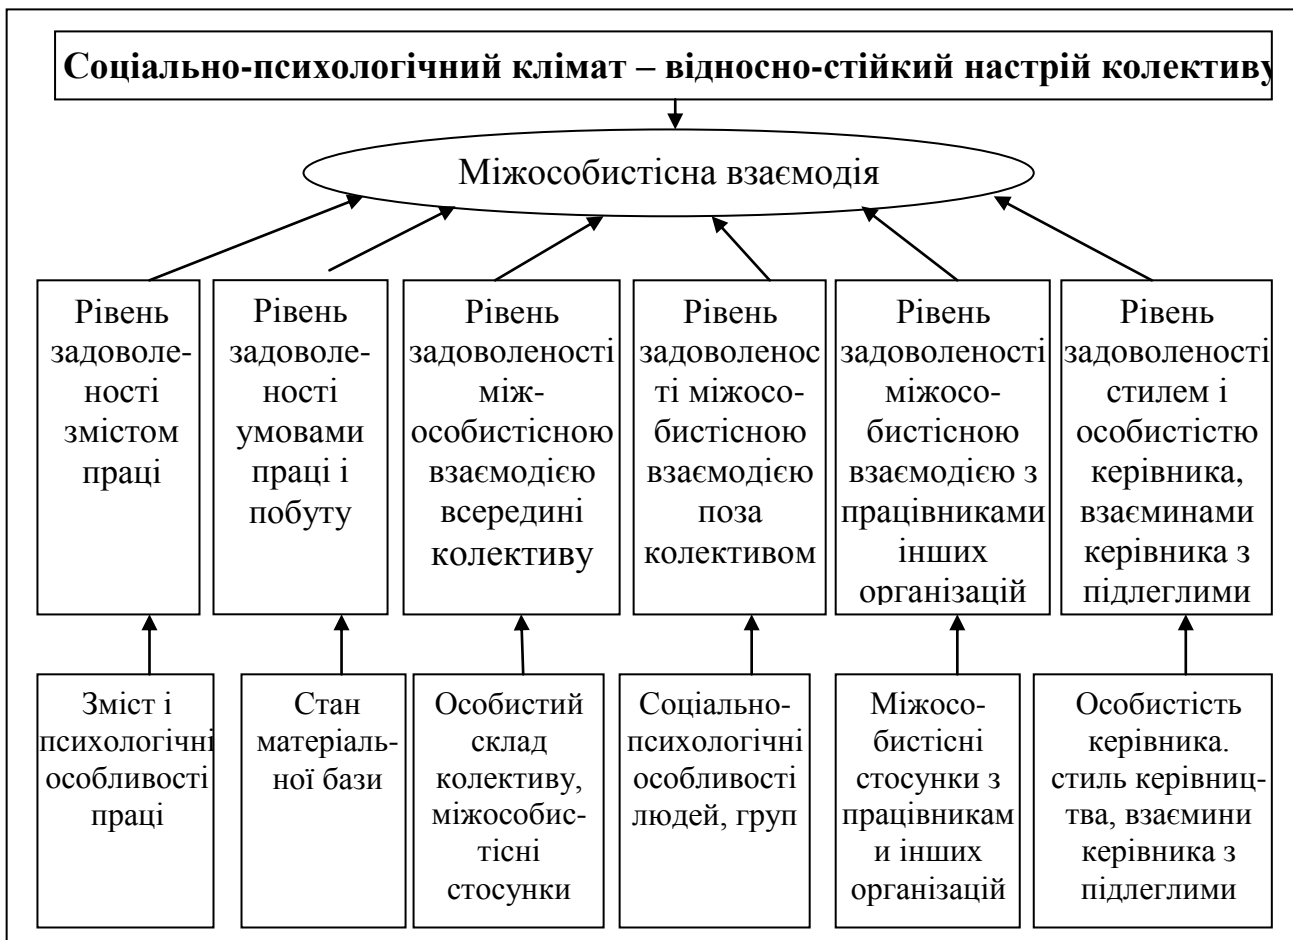 Соціально-психологічний клімат – відносно-стійкий настрій колективу
Міжособистісна взаємодія
Рівень
задоволе-
ності
змістом
праці
Рівень
задоволе-
ності
умовами
праці і
побуту
Рівень
задоволеності
між-
особистісною
взаємодією
всередині
колективу
Рівень
задоволенос
ті міжосо-
бистісною
взаємодією
поза
колективом
Рівень
задоволеності
міжосо-
бистісною
взаємодією з
працівниками
інших
організацій
Рівень
задоволеності
стилем і
особистістю
керівника,
взаєминами
керівника з
підлеглими
Зміст і
психологічні
особливості
праці
Стан
матеріаль-
ної бази
Особистий
склад
колективу,
міжособис-
тісні
стосунки
Соціально-
психологічні
особливості
людей, груп
Міжосо-
бистісні
стосунки з
працівникам
и інших
організацій
Особистість
керівника.
стиль керівниц-
тва, взаємини
керівника з
підлеглими